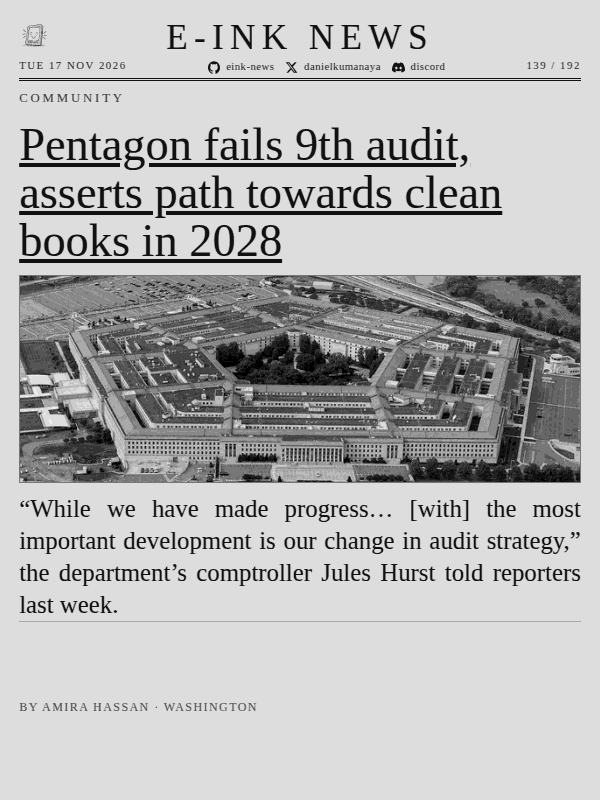 E-INK NEWS
TUE 17 NOV 2026
eink-news danielkumanaya discord
139 / 192
COMMUNITY
Pentagon fails 9th audit,
asserts path towards clean
books in 2028
“While we have made progress… [with] the most
important development is our change in audit strategy,”
the department’s comptroller Jules Hurst told reporters
last week.
BY AMIRA HASSAN · WASHINGTON